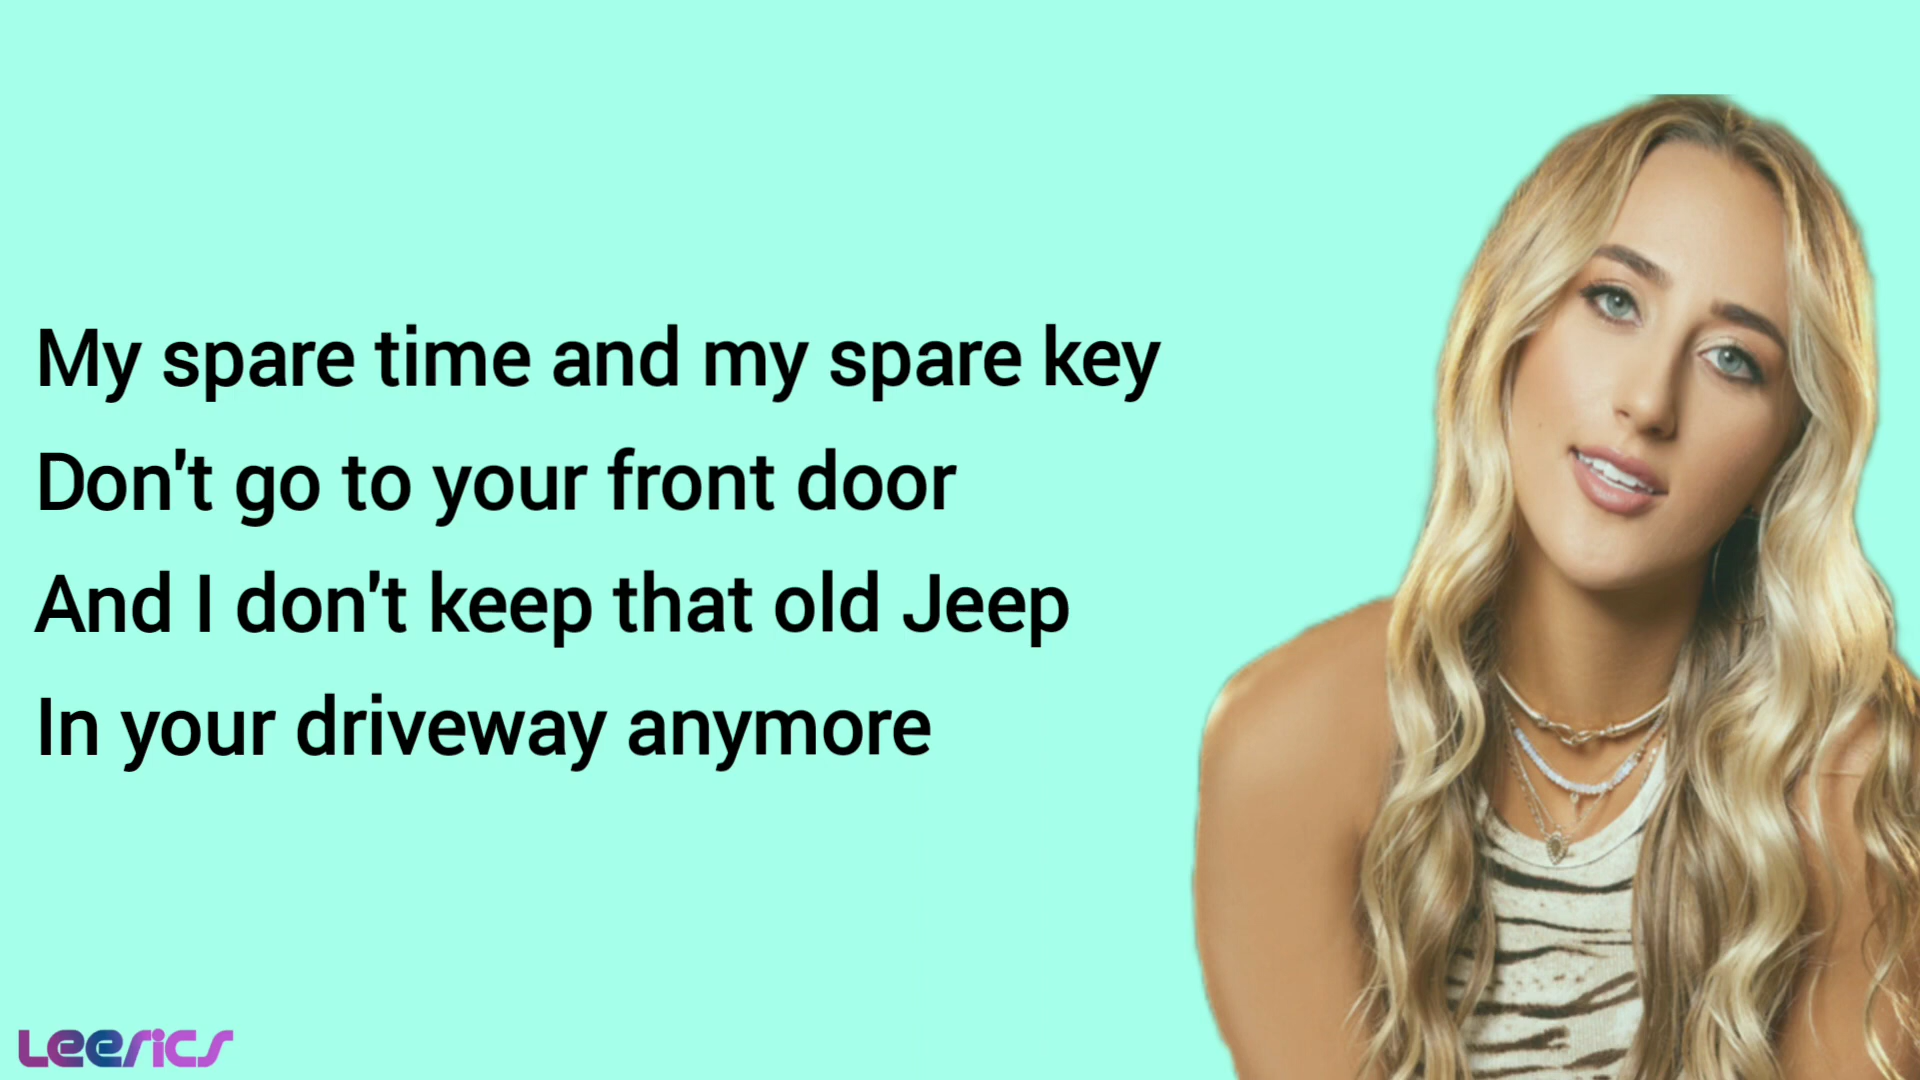 My spare time and my spare key
Don't go to your front door
And I don't keep that old Jeep
In your driveway anymore
Leerics